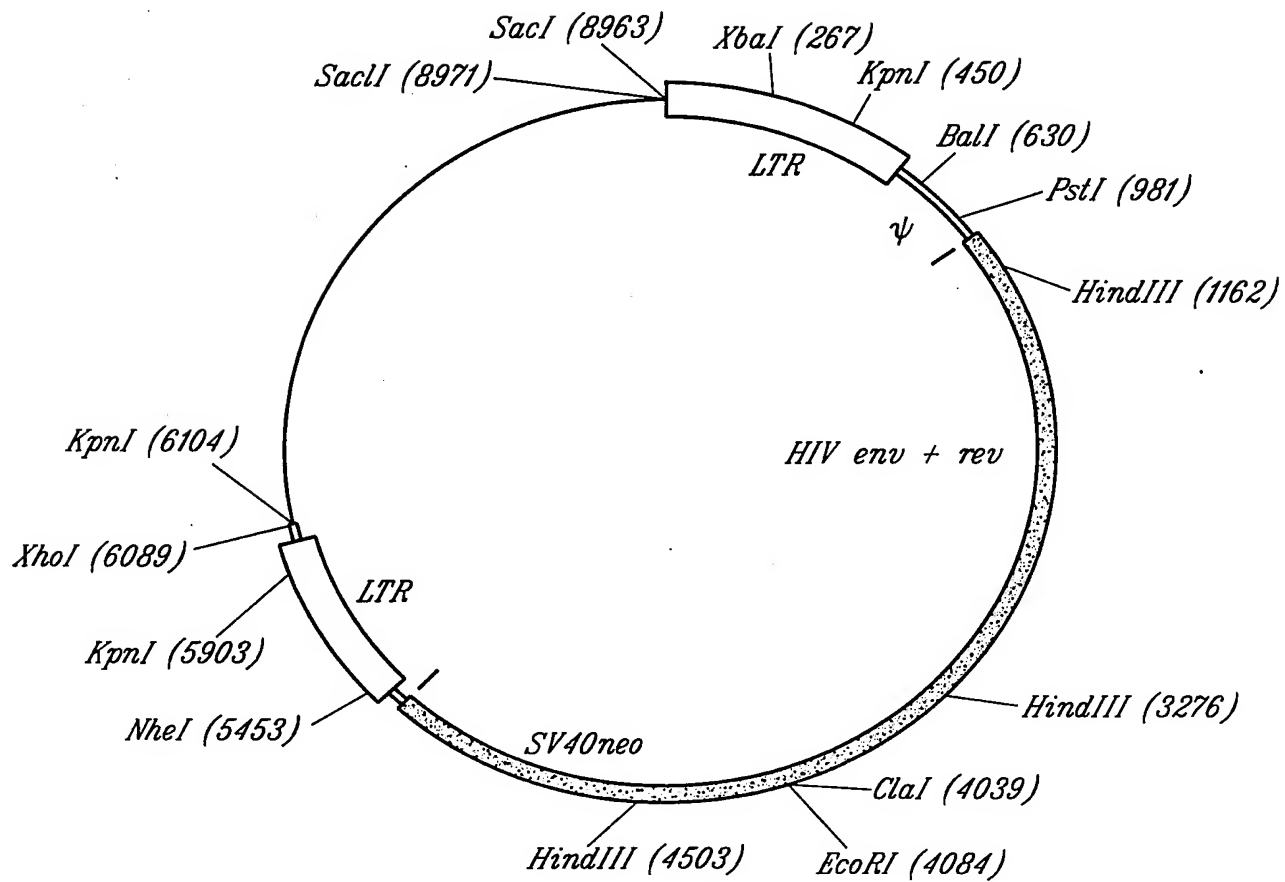 SacI (8963)
SacII (8971)
XbaI (267)
KpnI (450)
BalI (630)
LTR
PstI (981)
ψ
HindIII (1162)
HIV env + rev
KpnI (6104)
XhoI (6089)
LTR
KpnI (5903)
NheI (5453)
HindIII (3276)
SV40neo
ClaI (4039)
HindIII (4503)
EcoRI (4084)